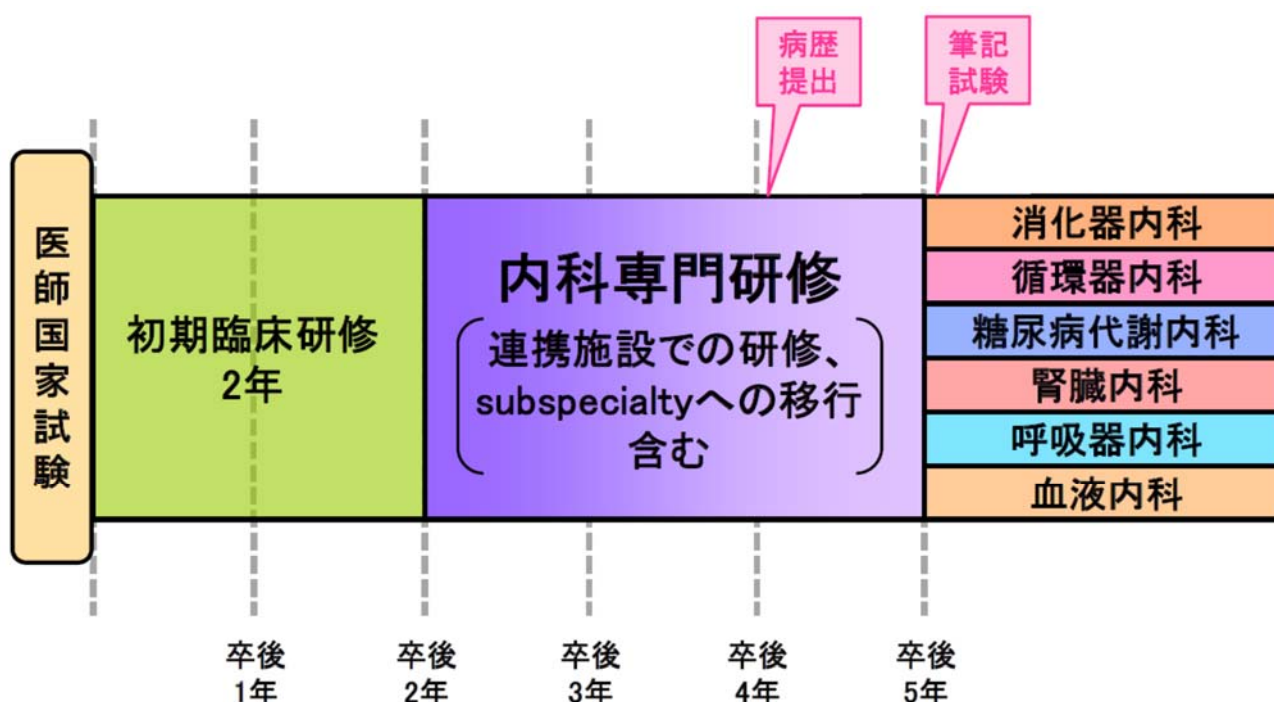 病歴
提出
筆記
試験
医師国家試験
初期臨床研修
2年
内科専門研修
連携施設での研修、
subspecialtyへの移行
含む
消化器内科
循環器内科
糖尿病代謝内科
腎臓内科
呼吸器内科
血液内科
卒後
1年
卒後
2年
卒後
3年
卒後
4年
卒後
5年